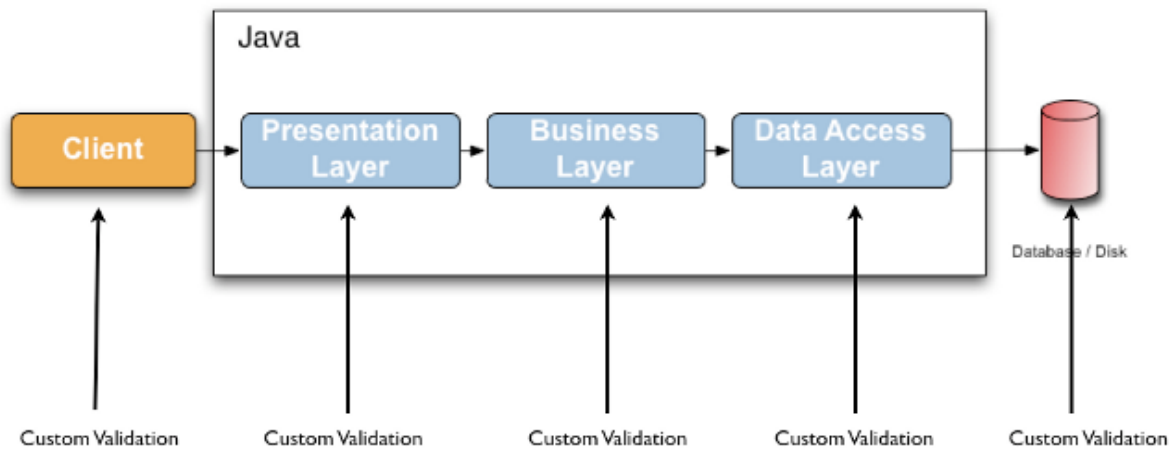 Java
Client
Presentation
Layer
Business
Layer
Data Access
Layer
Database / Disk
Custom Validation
Custom Validation
Custom Validation
Custom Validation
Custom Validation